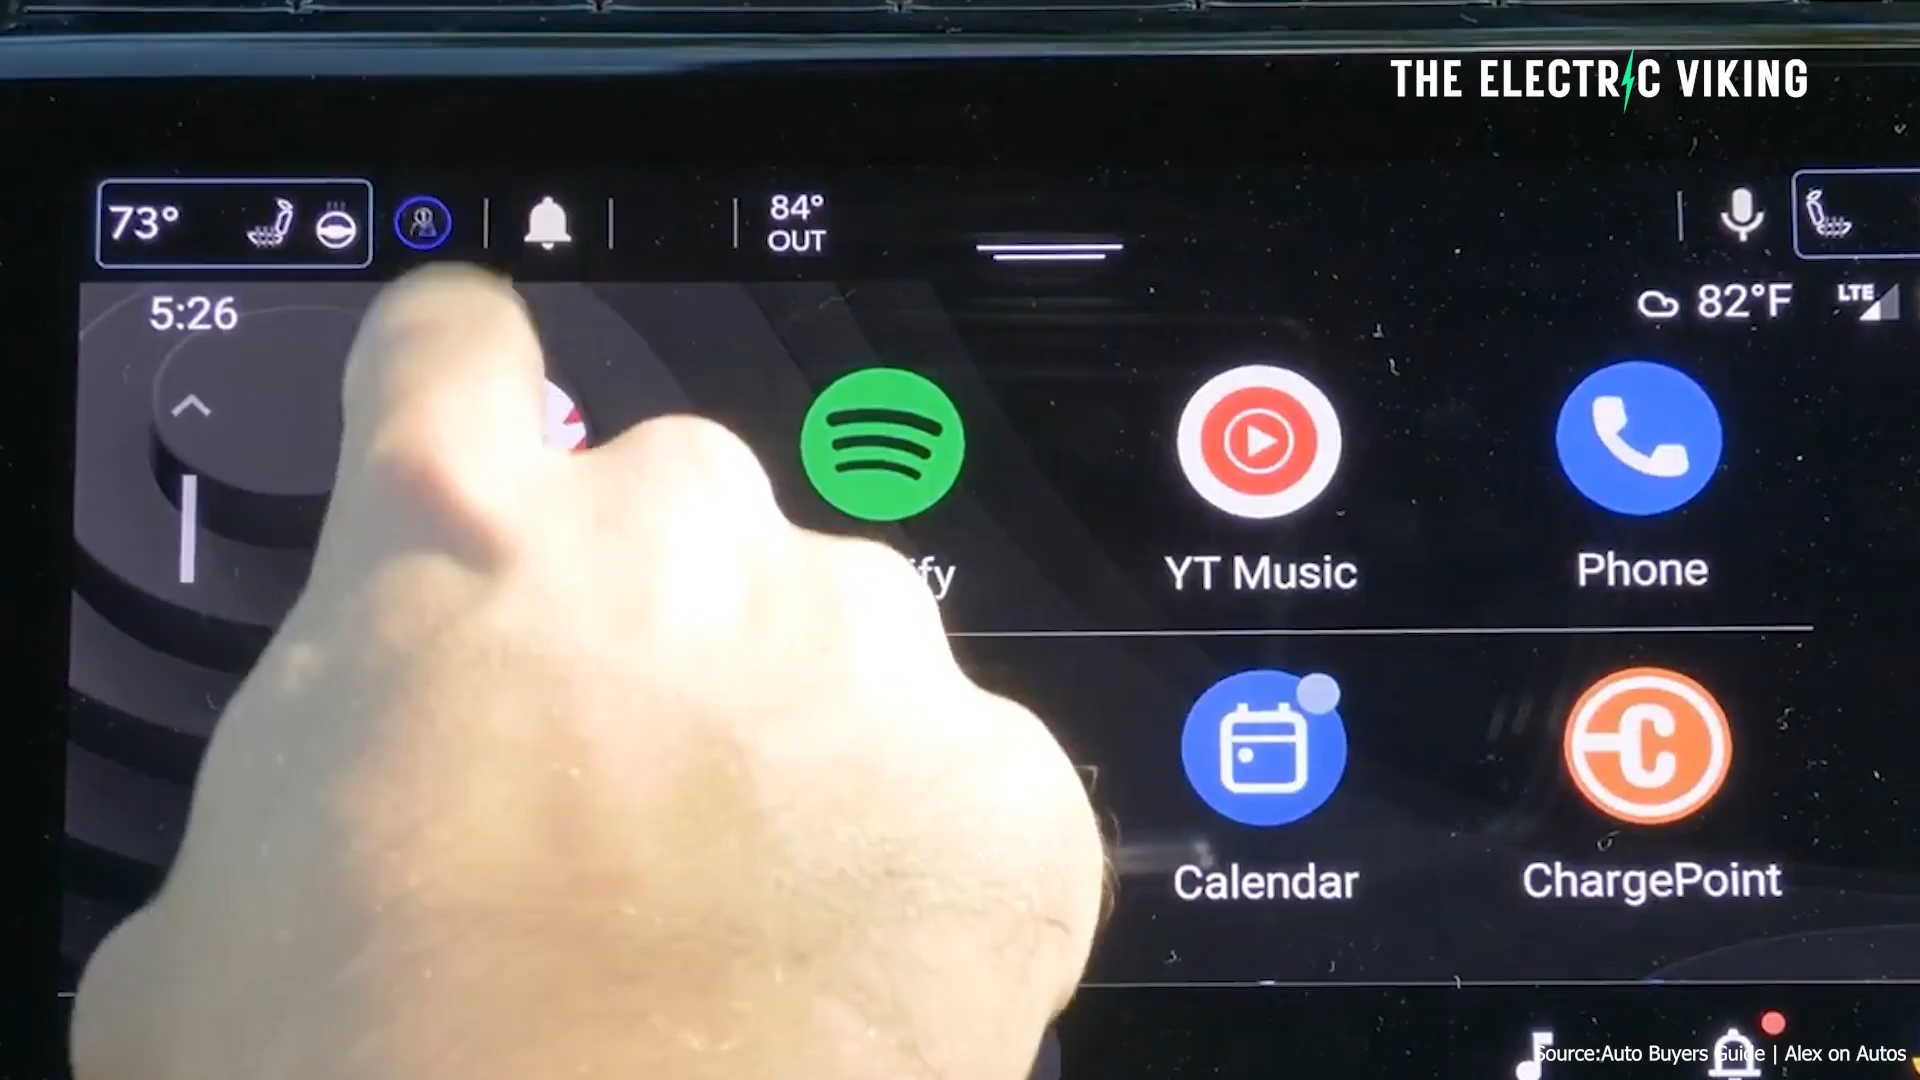 THE ELECTRIC VIKING
73°
84°
OUT
5:26
82°F
LTE
ify
YT Music
Phone
Calendar
ChargePoint
Source:Auto Buyers Guide | Alex on Autos